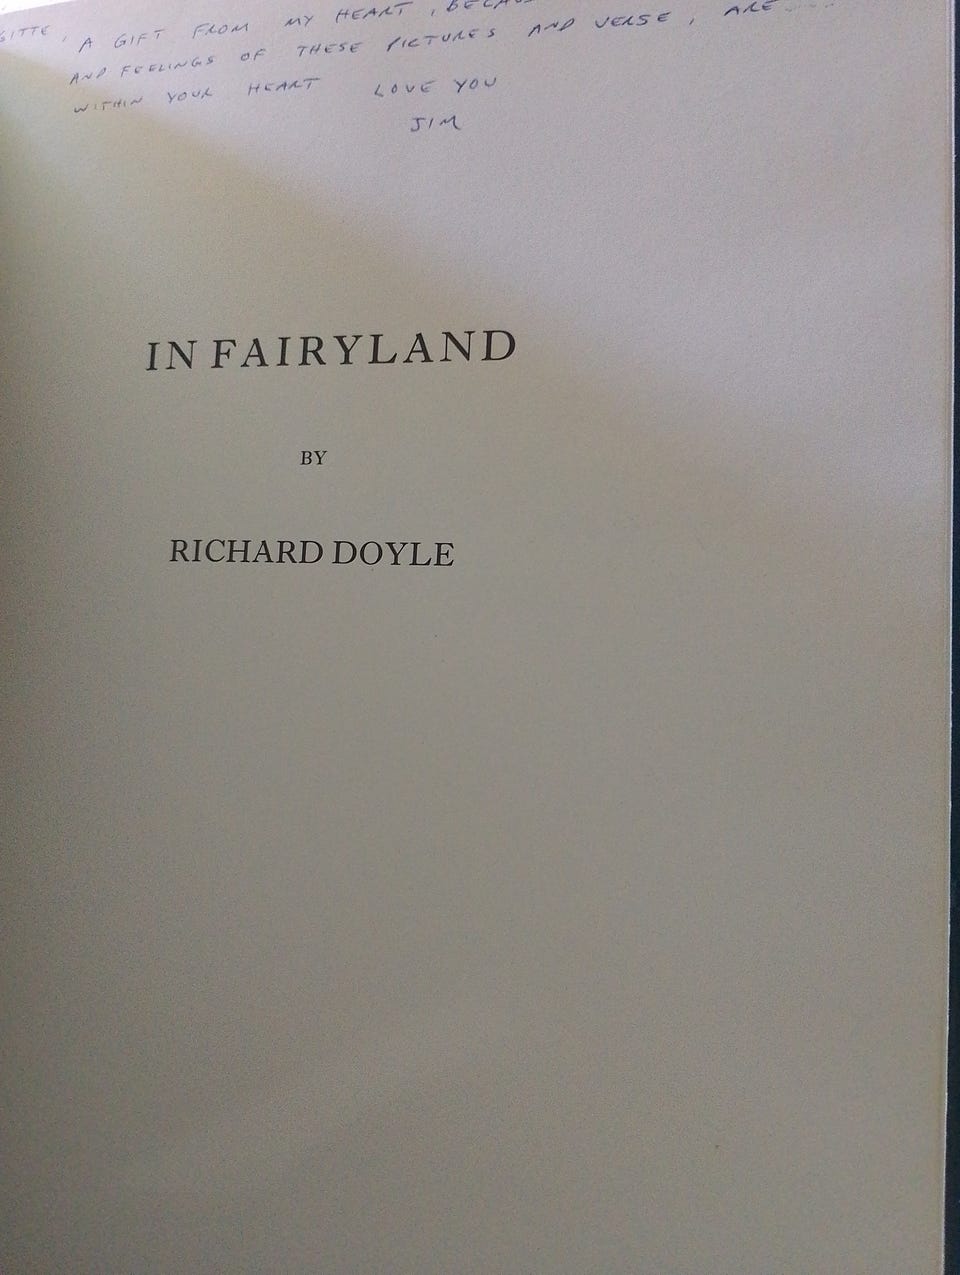 A GIFT FROM MY HEART,
AND FEELINGS OF THESE PICTURES AND VERSE, ARE ......
WITHIN YOUR HEART LOVE YOU
JIM
IN FAIRYLAND
BY
RICHARD DOYLE